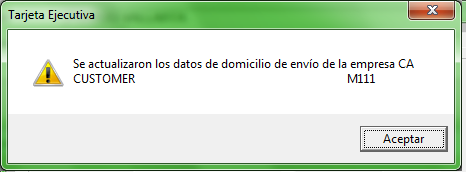 Tarjeta Ejecutiva
Se actualizaron los datos de domicilio de envío de la empresa CA
CUSTOMER M111
Aceptar